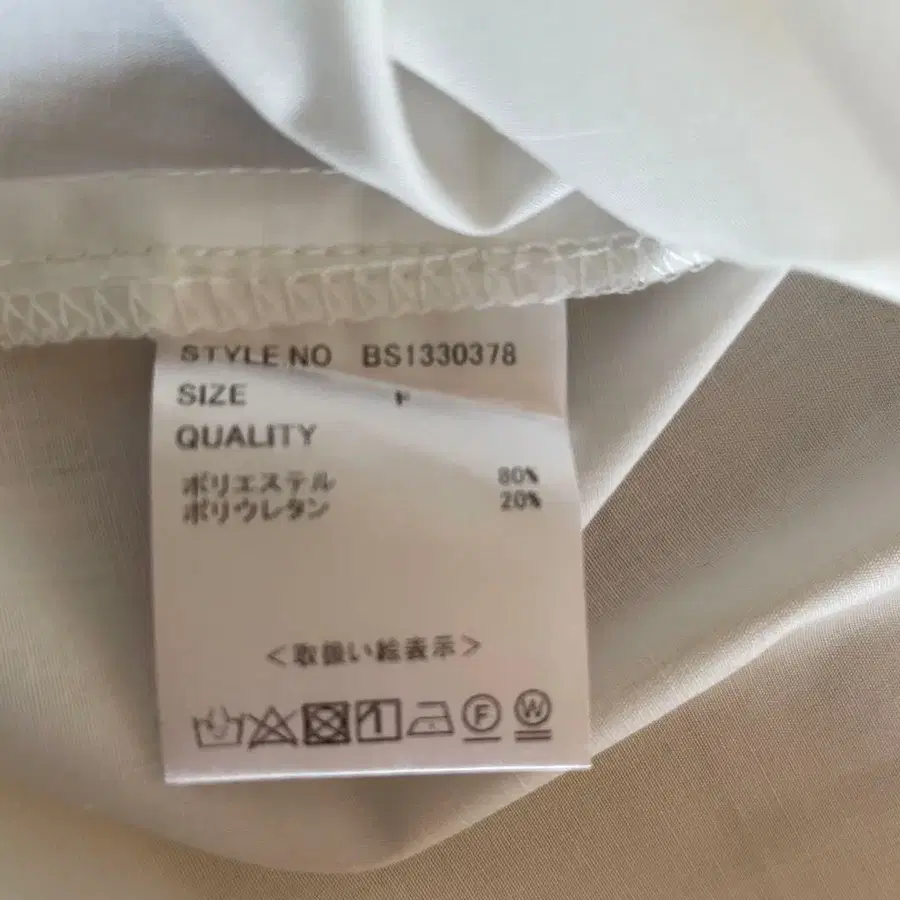 STYLE NO BS1330378
SIZE F
QUALITY
ポリエステル 80%
ポリウレタン 20%
<取扱い絵表示>
F W